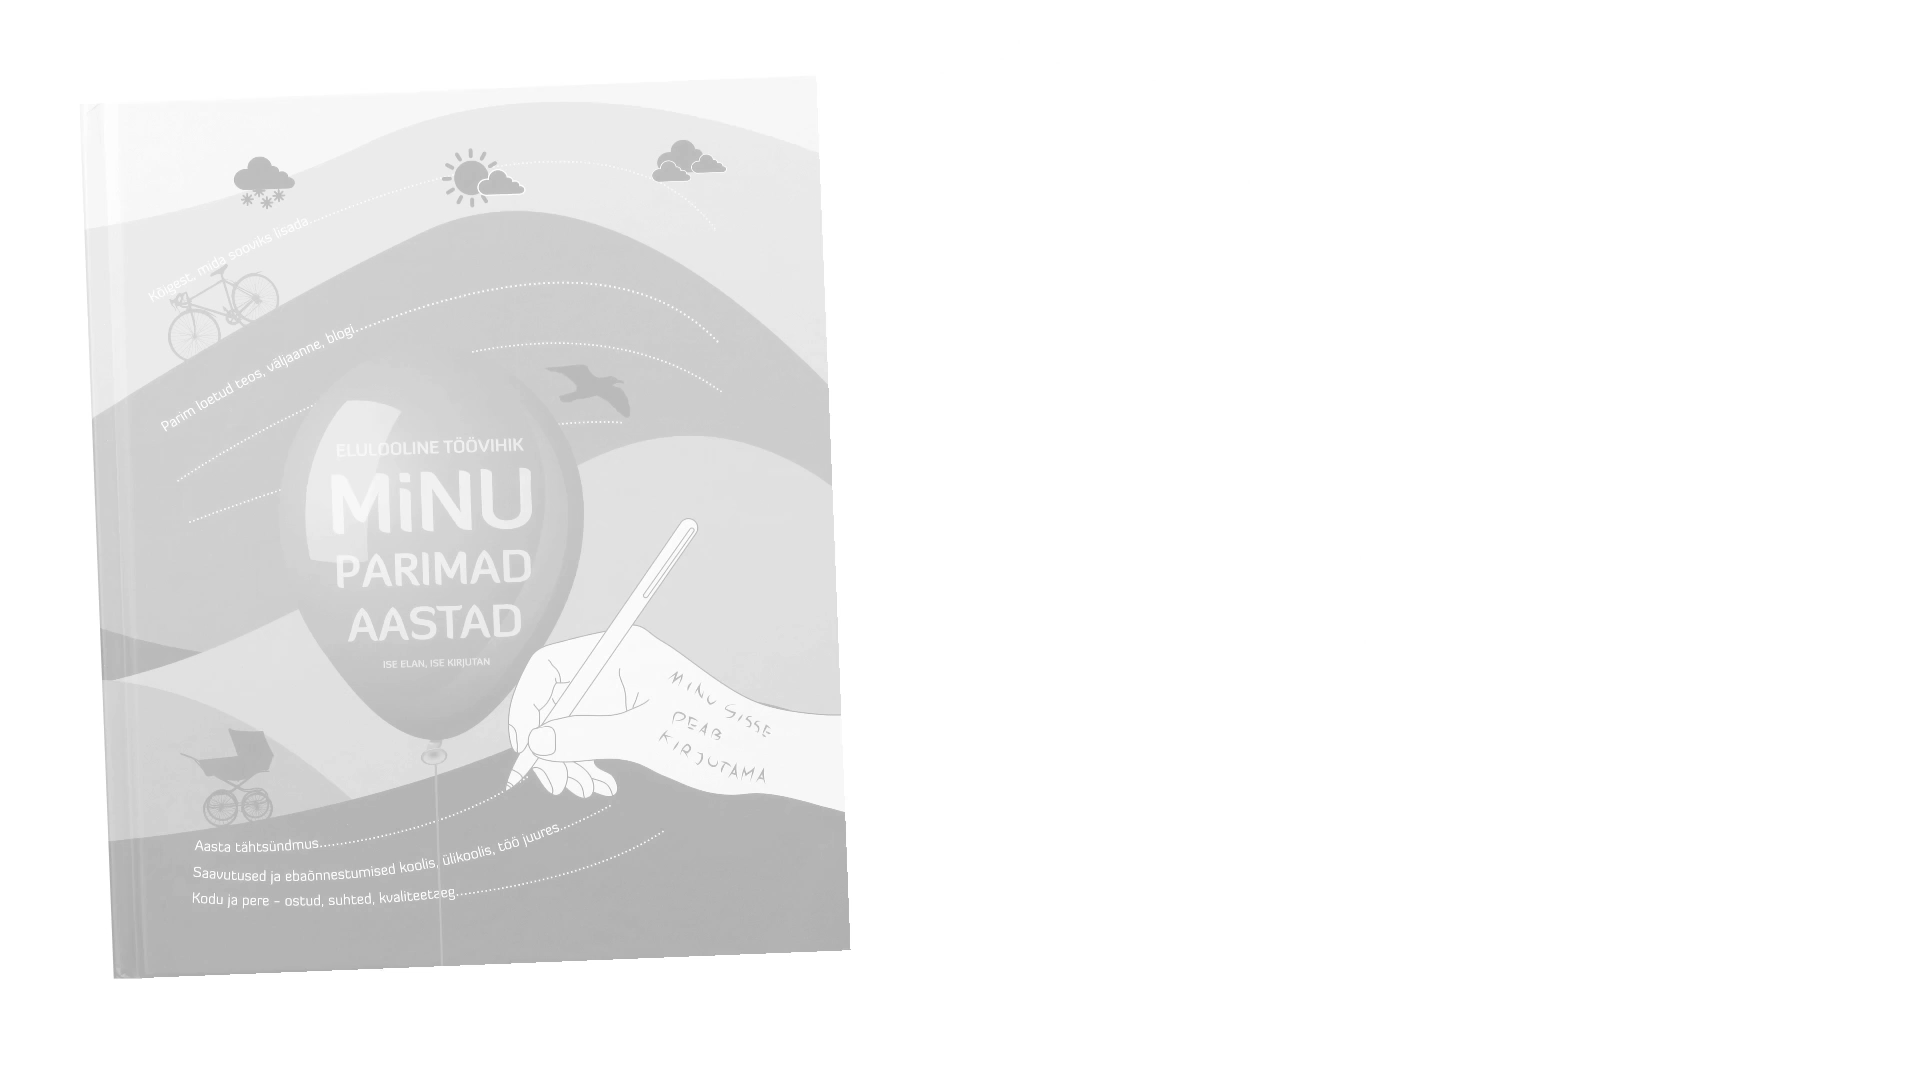 Kõigest, mida sooviks lisada
Parim loetud teos, väljaanne, blogi
ELULOOLINE TÖÖVIHIK
MiNU
PARIMAD
AASTAD
ISE ELAN, ISE KIRJUTAN
MINU SISSE
PEAB
KIRJUTAMA
Aasta tähtsündmus
Saavutused ja ebaõnnestumised koolis, ülikoolis, töö juures
Kodu ja pere – ostud, suhted, kvaliteetaeg